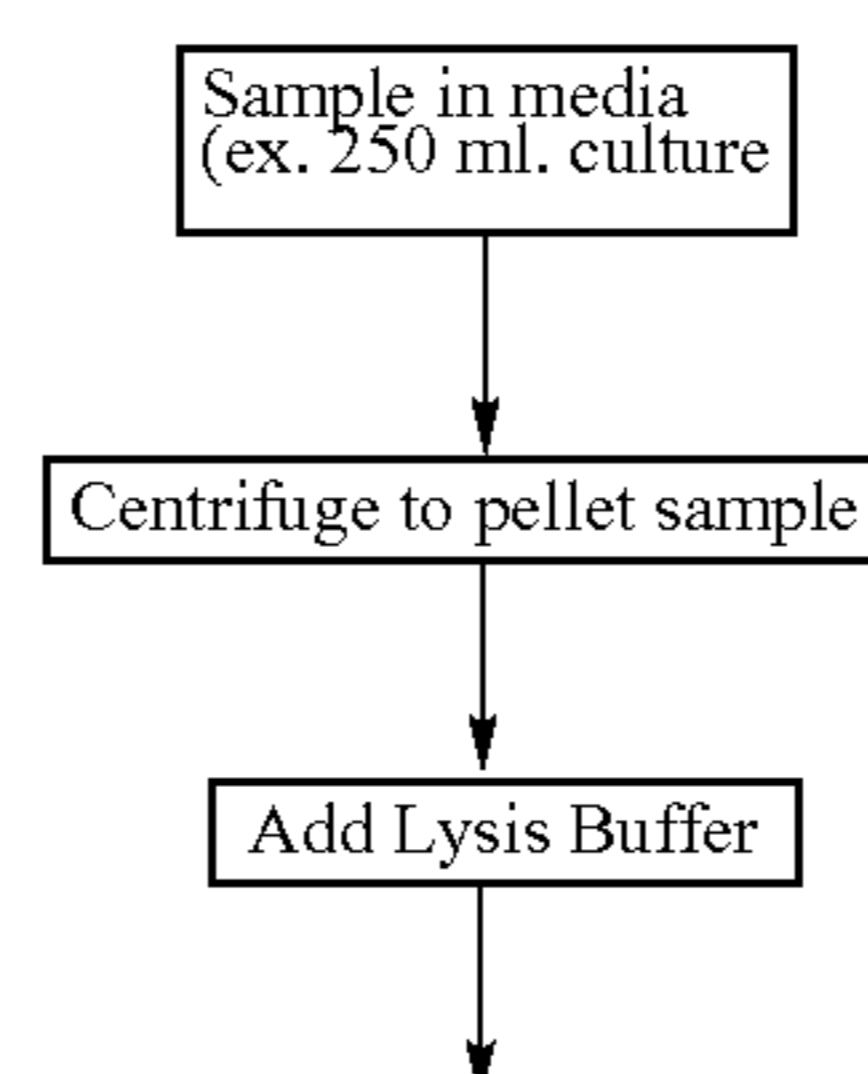 Sample in media
(ex. 250 ml. culture
Centrifuge to pellet sample
Add Lysis Buffer